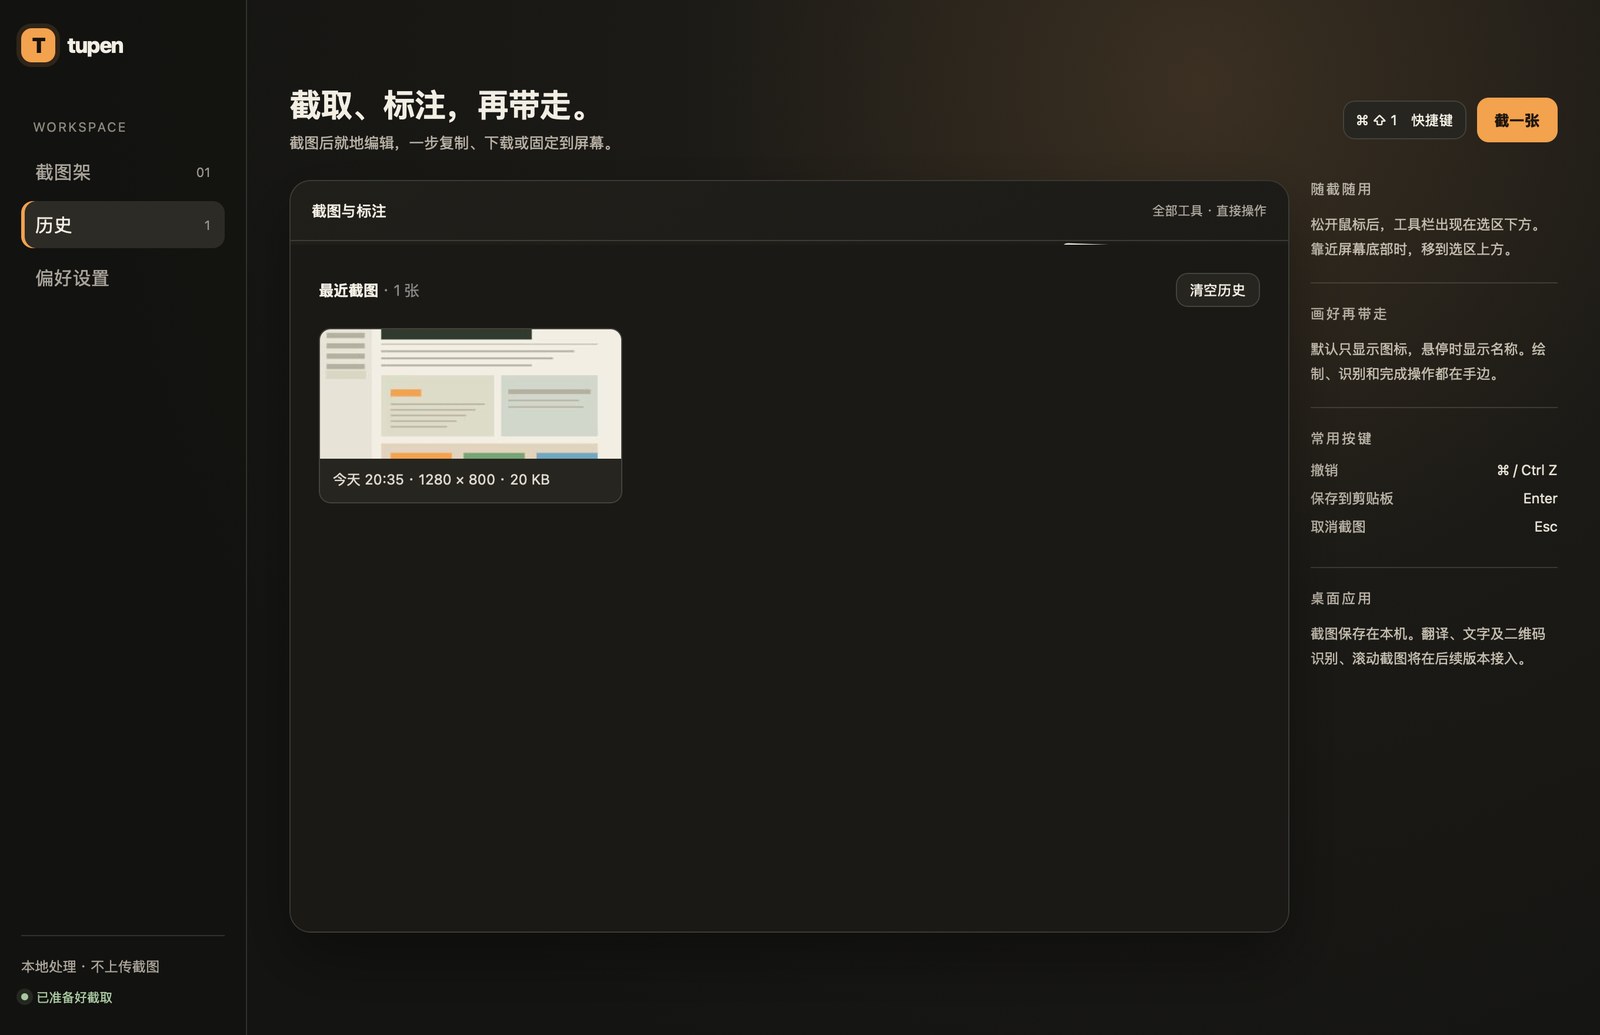 T tupen
WORKSPACE
截图架 01
历史 1
偏好设置
本地处理 · 不上传截图
已准备好截取
截取、标注，再带走。
截图后就地编辑，一步复制、下载或固定到屏幕。
⌘ ⇧ 1 快捷键
截一张
截图与标注
全部工具 · 直接操作
最近截图 · 1 张
清空历史
今天 20:35 · 1280 × 800 · 20 KB
随截随用
松开鼠标后，工具栏出现在选区下方。
靠近屏幕底部时，移到选区上方。
画好再带走
默认只显示图标，悬停时显示名称。绘
制、识别和完成操作都在手边。
常用按键
撤销 ⌘ / Ctrl Z
保存到剪贴板 Enter
取消截图 Esc
桌面应用
截图保存在本机。翻译、文字及二维码
识别、滚动截图将在后续版本接入。